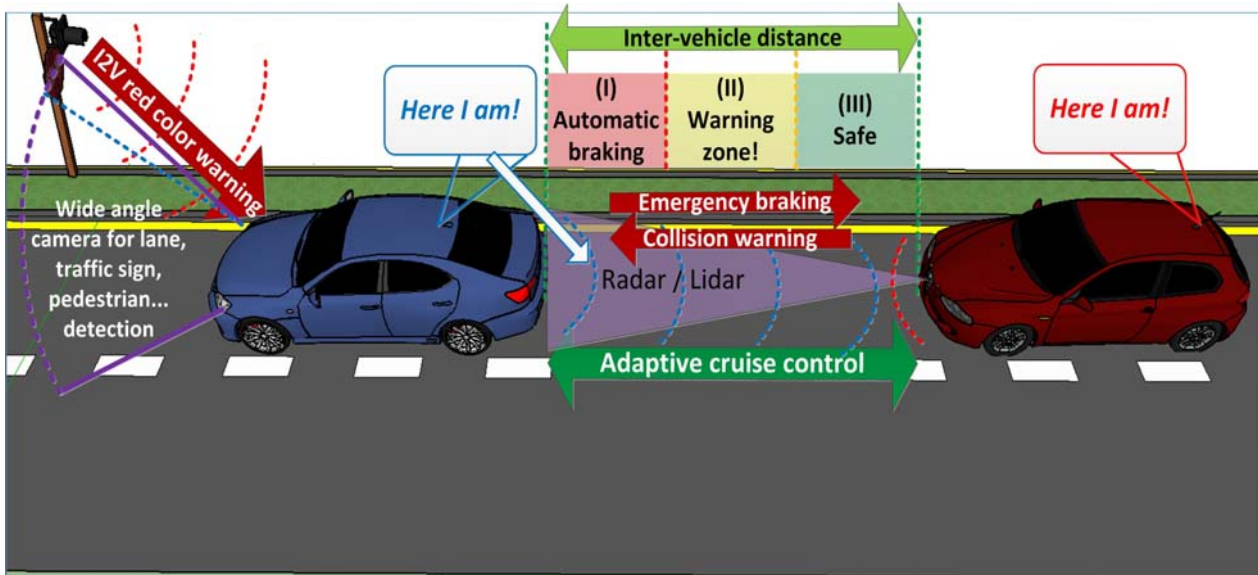 I2V red color warning
Here I am!
Inter-vehicle distance
(I)
Automatic
braking
(II)
Warning
zone!
(III)
Safe
Here I am!
Wide angle
camera for lane,
traffic sign,
pedestrian...
detection
Emergency braking
Collision warning
Radar / Lidar
Adaptive cruise control